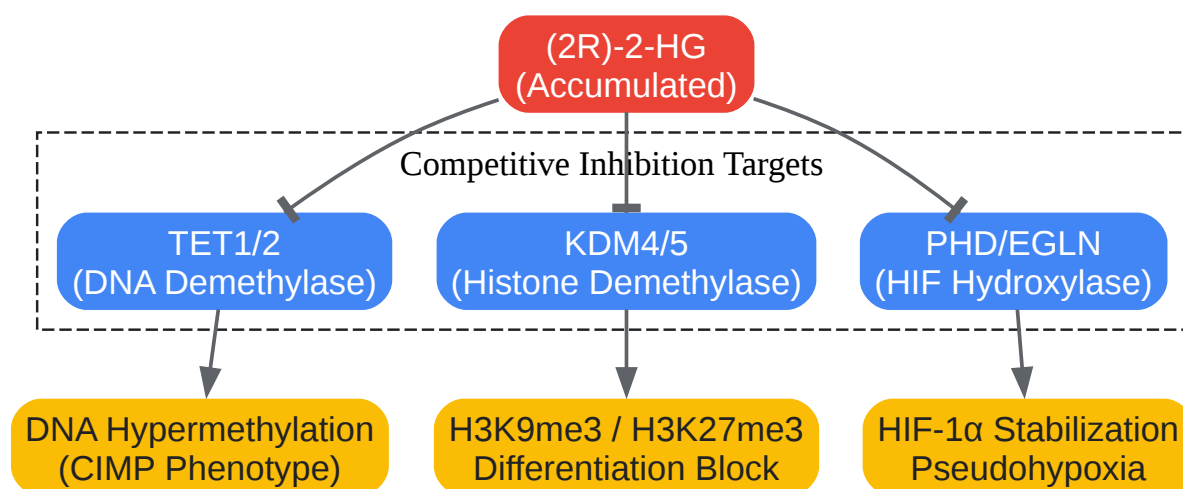 (2R)-2-HG
(Accumulated)
Competitive Inhibition Targets
TET1/2
(DNA Demethylase)
KDM4/5
(Histone Demethylase)
PHD/EGLN
(HIF Hydroxylase)
DNA Hypermethylation
(CIMP Phenotype)
H3K9me3 / H3K27me3
Differentiation Block
HIF-1α Stabilization
Pseudohypoxia